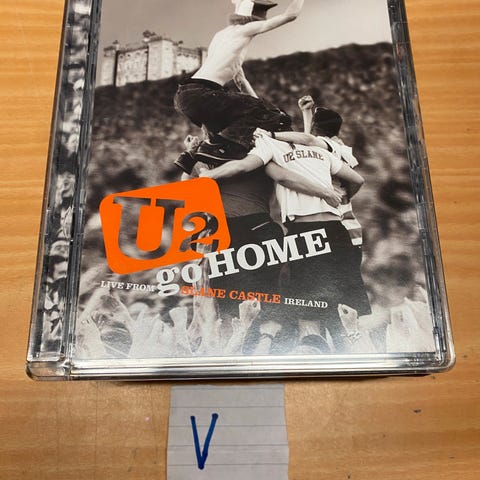 U2 SLANE
U2
go HOME
LIVE FROM SLANE CASTLE IRELAND
V